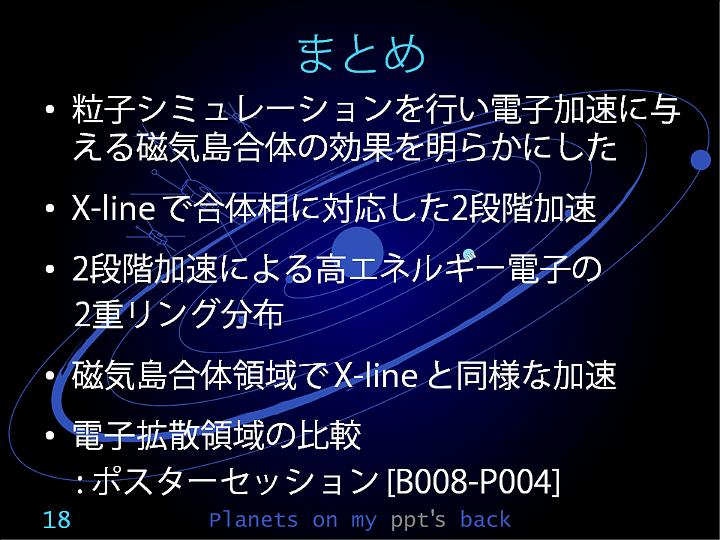 まとめ
• 粒子シミュレーションを行い電子加速に与
える磁気島合体の効果を明らかにした
• X-lineで合体相に対応した2段階加速
• 2段階加速による高エネルギー電子の
2重リング分布
• 磁気島合体領域でX-lineと同様な加速
• 電子拡散領域の比較
: ポスターセッション[B008-P004]
18 Planets on my ppt's back